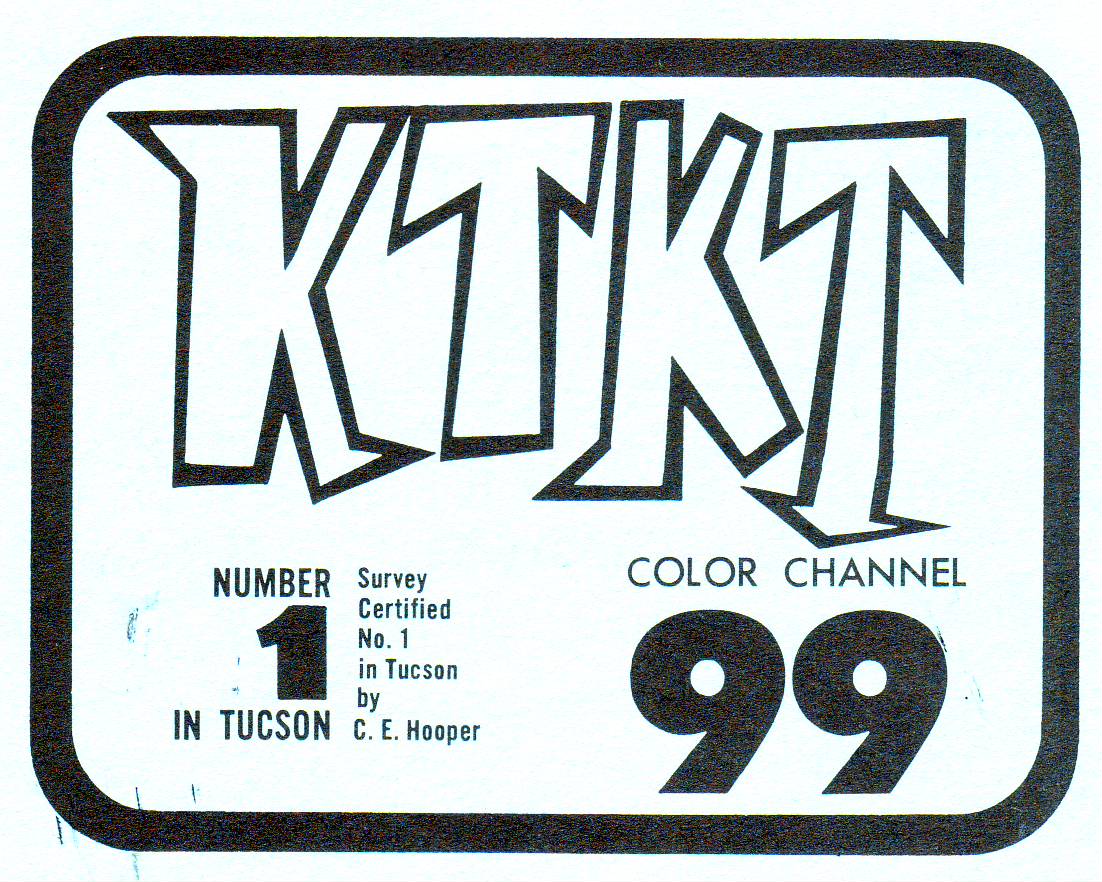 KTKT
NUMBER
1
IN TUCSON
Survey
Certified
No. 1
in Tucson
by
C. E. Hooper
COLOR CHANNEL
99